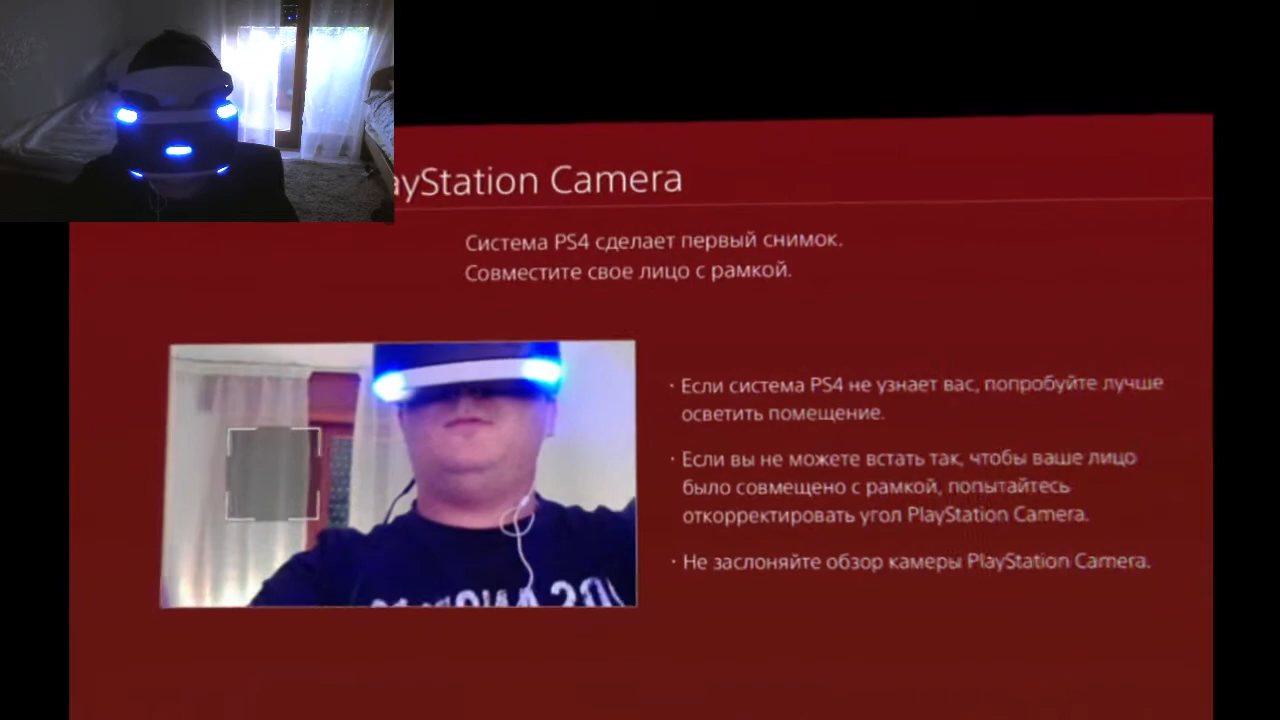 ayStation Camera
Система PS4 сделает первый снимок.
Совместите свое лицо с рамкой.
· Если система PS4 не узнает вас, попробуйте лучше
осветить помещение.
· Если вы не можете встать так, чтобы ваше лицо
было совмещено с рамкой, попытайтесь
откорректировать угол PlayStation Camera.
· Не заслоняйте обзор камеры PlayStation Camera.